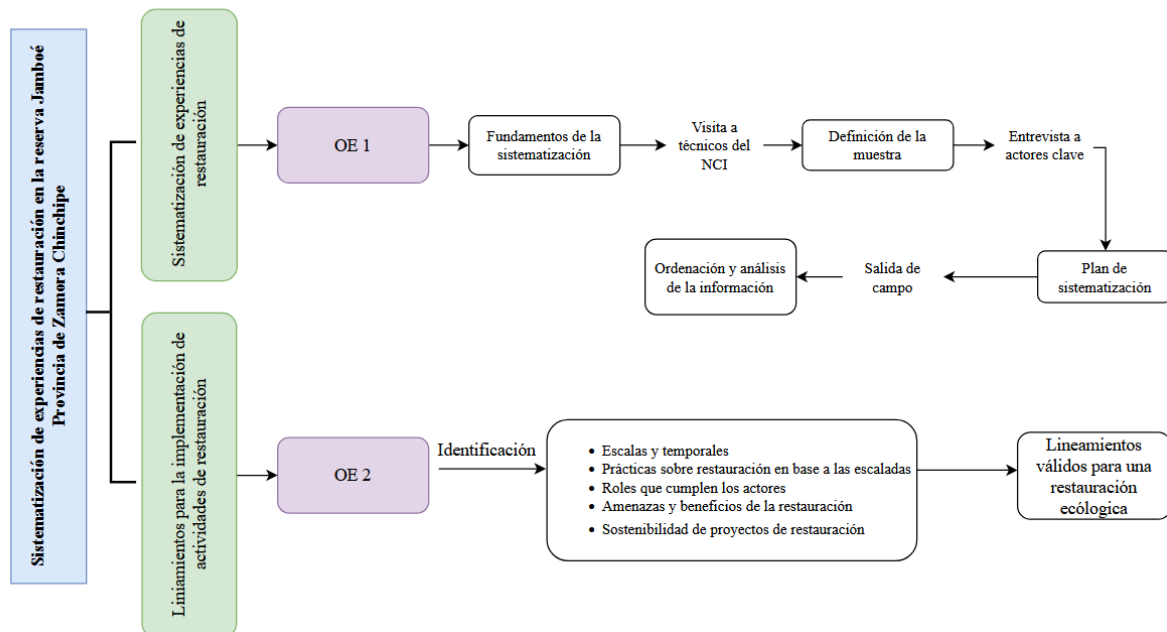 Sistematización de experiencias de restauración en la reserva Jamboé
Provincia de Zamora Chinchipe
Sistematización de experiencias de
restauración
OE 1
Fundamentos de la
sistematización
Visita a
técnicos del
NCI
Definición de la
muestra
Entrevista a
actores clave
Plan de
sistematización
Salida de
campo
Ordenación y análisis
de la información
Liniamientos para la implementación de
actividades de restauración
OE 2
Identificación
• Escalas y temporales
• Prácticas sobre restauración en base a las escaladas
• Roles que cumplen los actores
• Amenazas y beneficios de la restauración
• Sostenibilidad de proyectos de restauración
Lineamientos
válidos para una
restauración
ecólogica